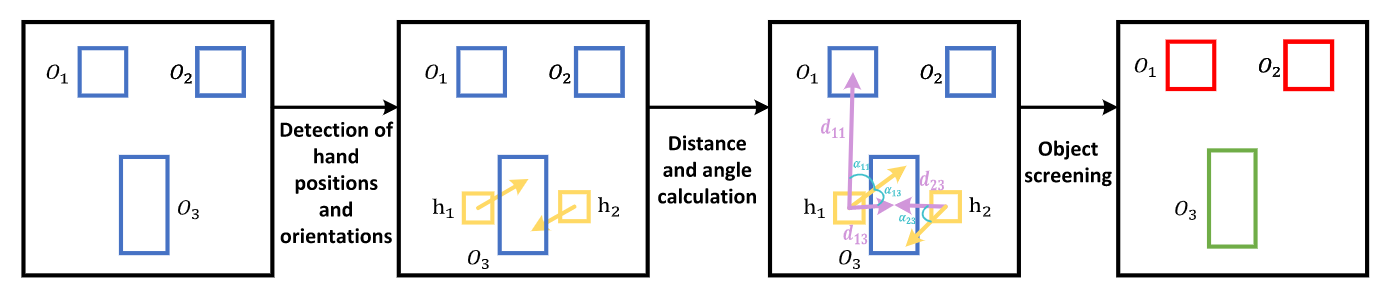 O₁
O₂
O₃
Detection of
hand
positions
and
orientations
O₁
O₂
h₁
h₂
O₃
Distance
and angle
calculation
O₁
O₂
d₁₁
α₁₁
α₁₃
d₂₃
h₁
h₂
α₂₃
d₁₃
O₃
Object
screening
O₁
O₂
O₃